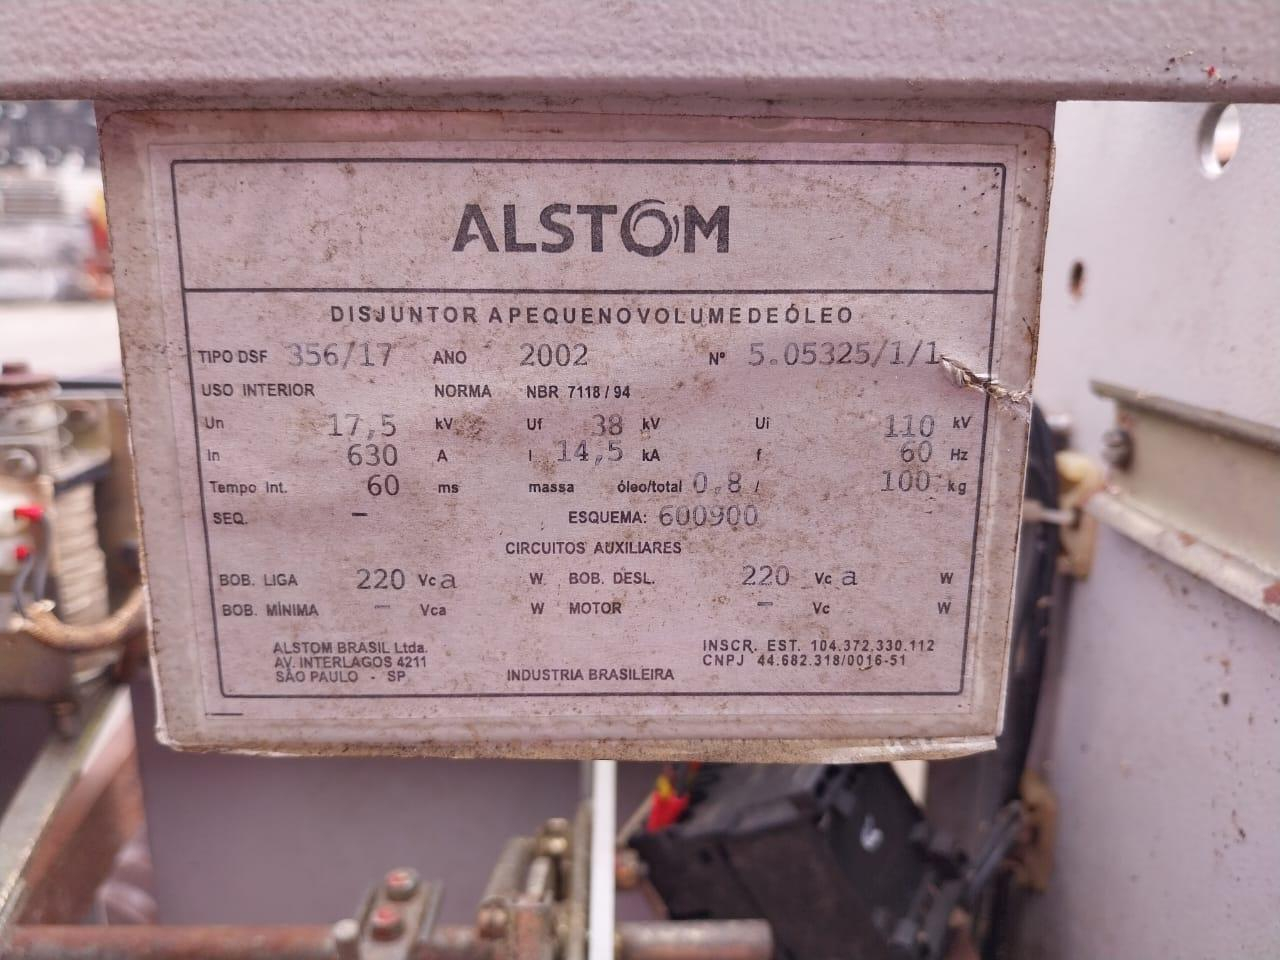 ALSTOM
DISJUNTOR A PEQUENO VOLUME DE ÓLEO
TIPO DSF 356/17 ANO 2002 Nº 5.05325/1/1
USO INTERIOR NORMA NBR 7118 / 94
Un 17,5 kV Uf 38 kV Ui 110 kV
In 630 A I 14,5 kA f 60 Hz
Tempo Int. 60 ms massa óleo/total 0,8 / 100 kg
SEQ. - ESQUEMA: 600900
CIRCUITOS AUXILIARES
BOB. LIGA 220 Vca W BOB. DESL. 220 Vca W
BOB. MÍNIMA - Vca W MOTOR - Vc W
ALSTOM BRASIL Ltda.
AV. INTERLAGOS 4211
SÃO PAULO - SP
INDUSTRIA BRASILEIRA
INSCR. EST. 104.372.330.112
CNPJ 44.682.318/0016-51